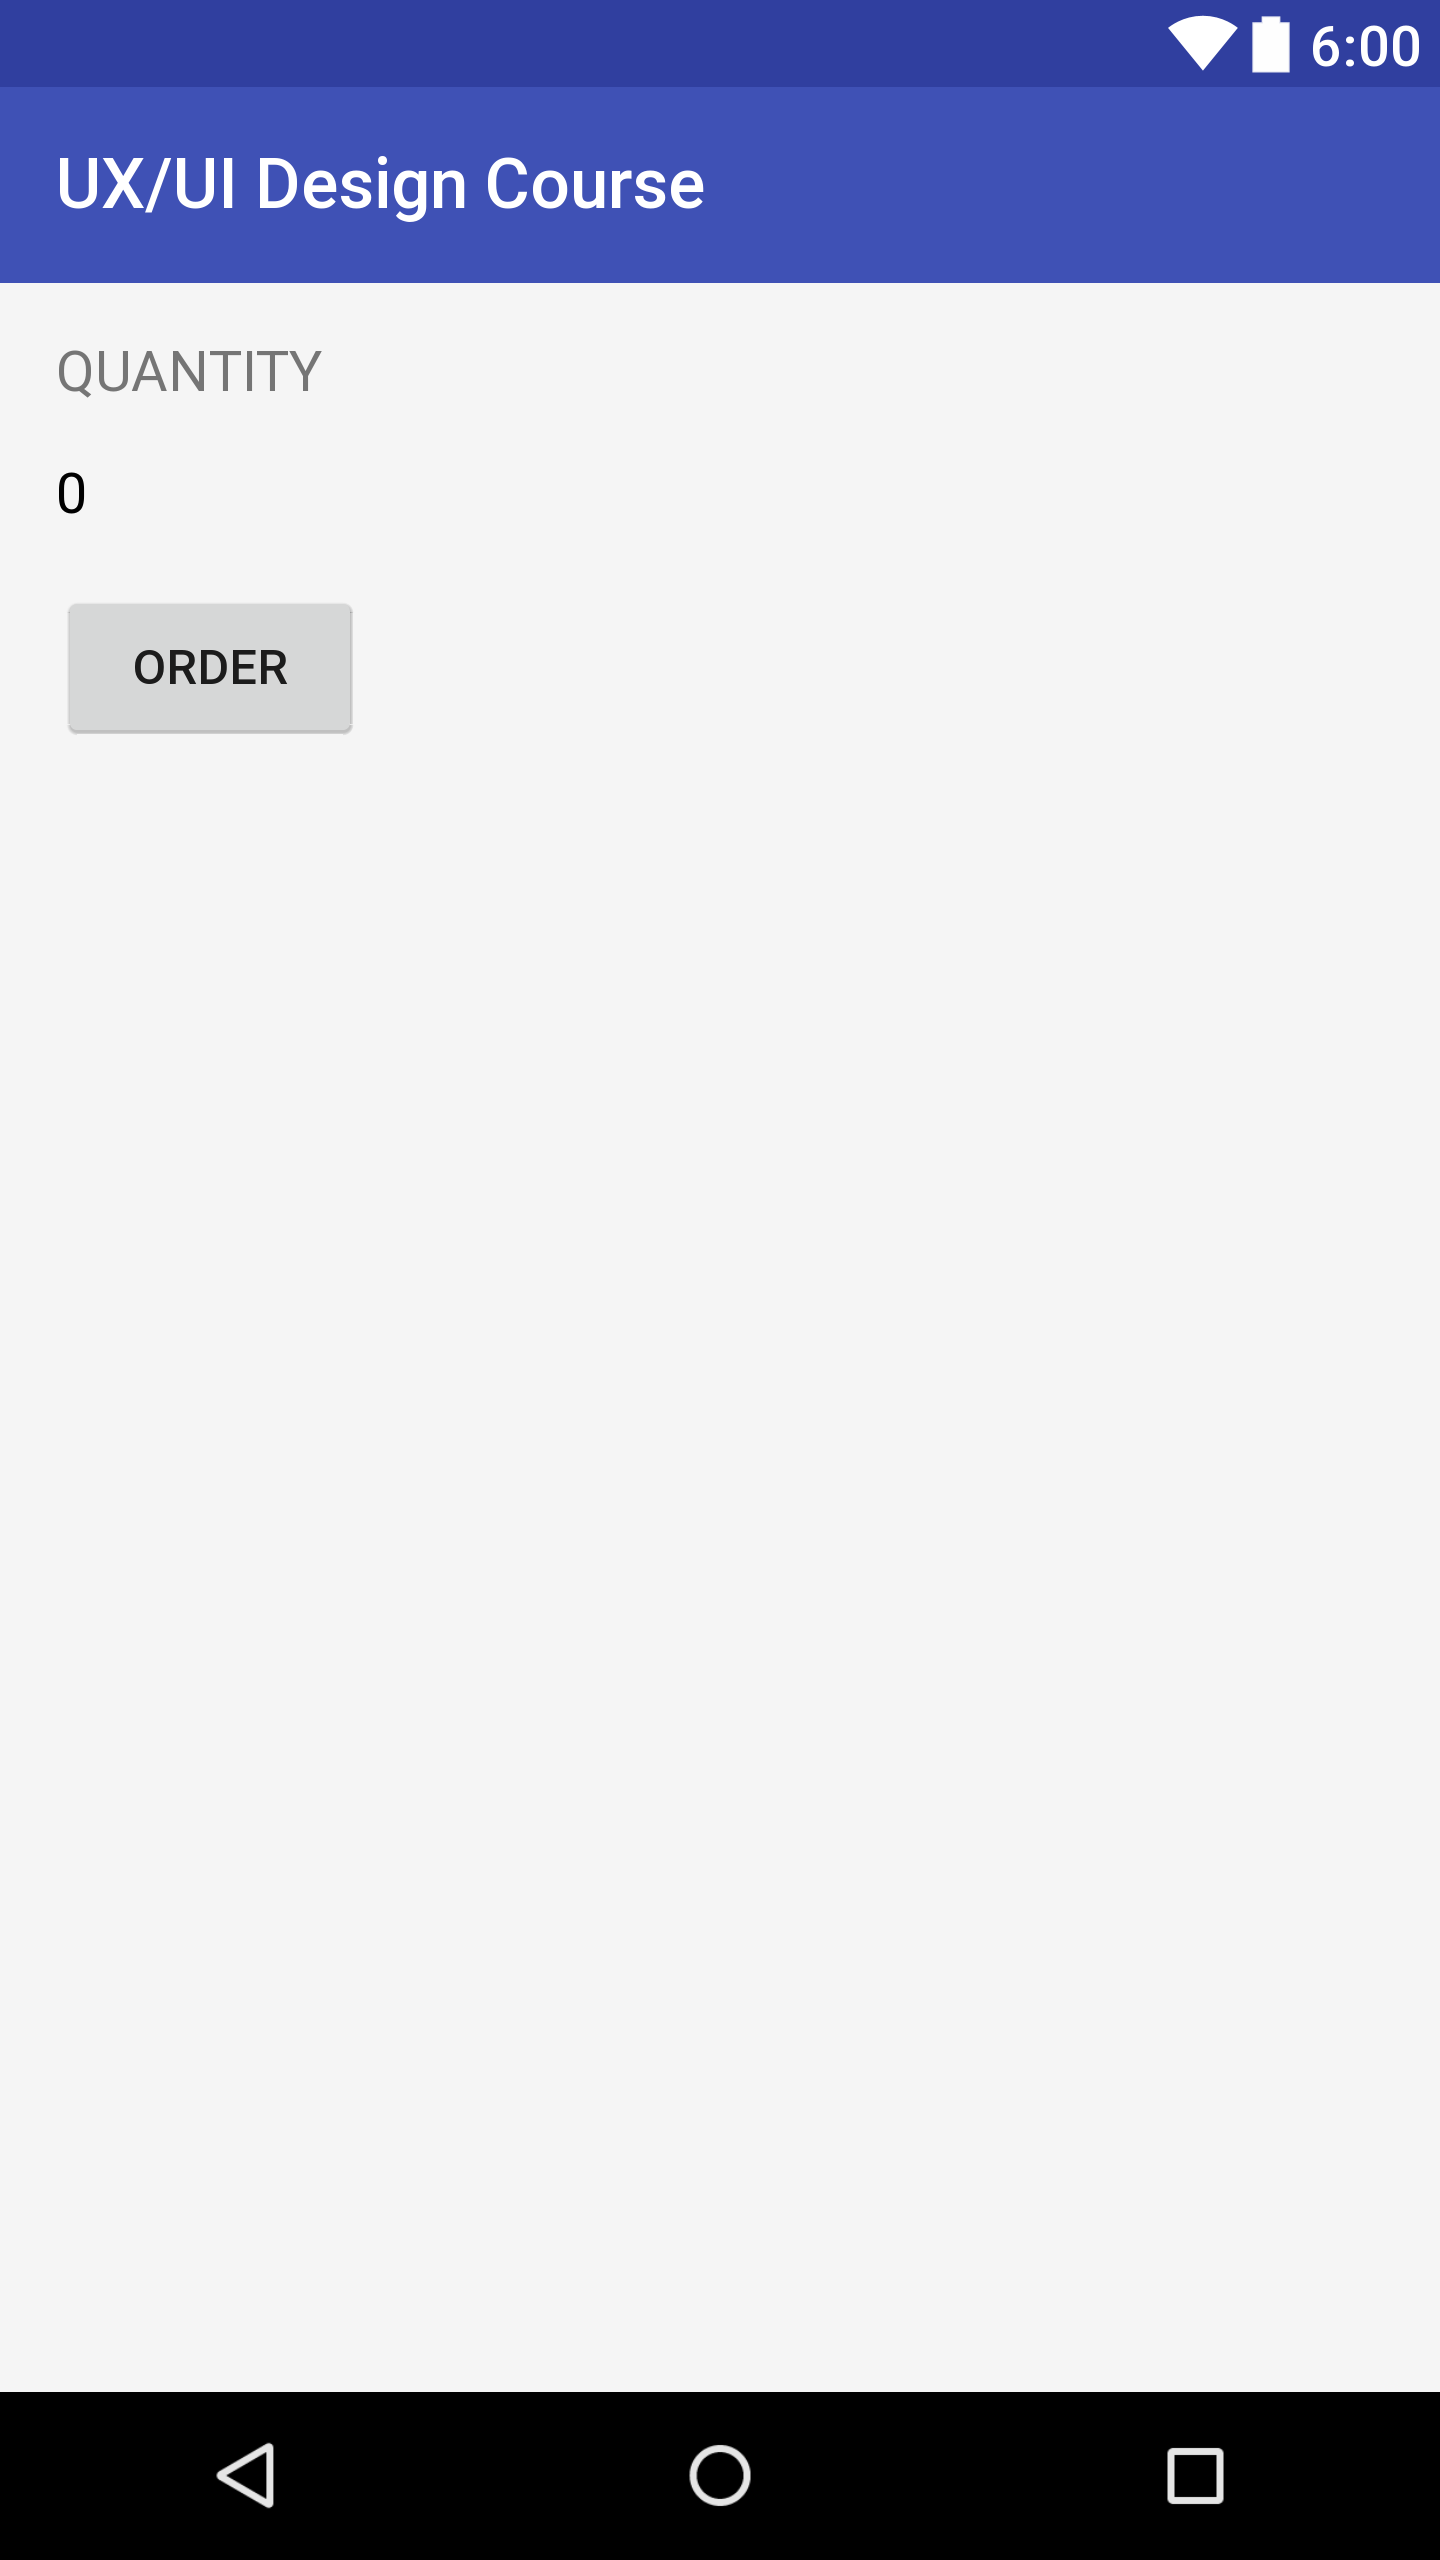 6:00
UX/UI Design Course
QUANTITY
0
ORDER